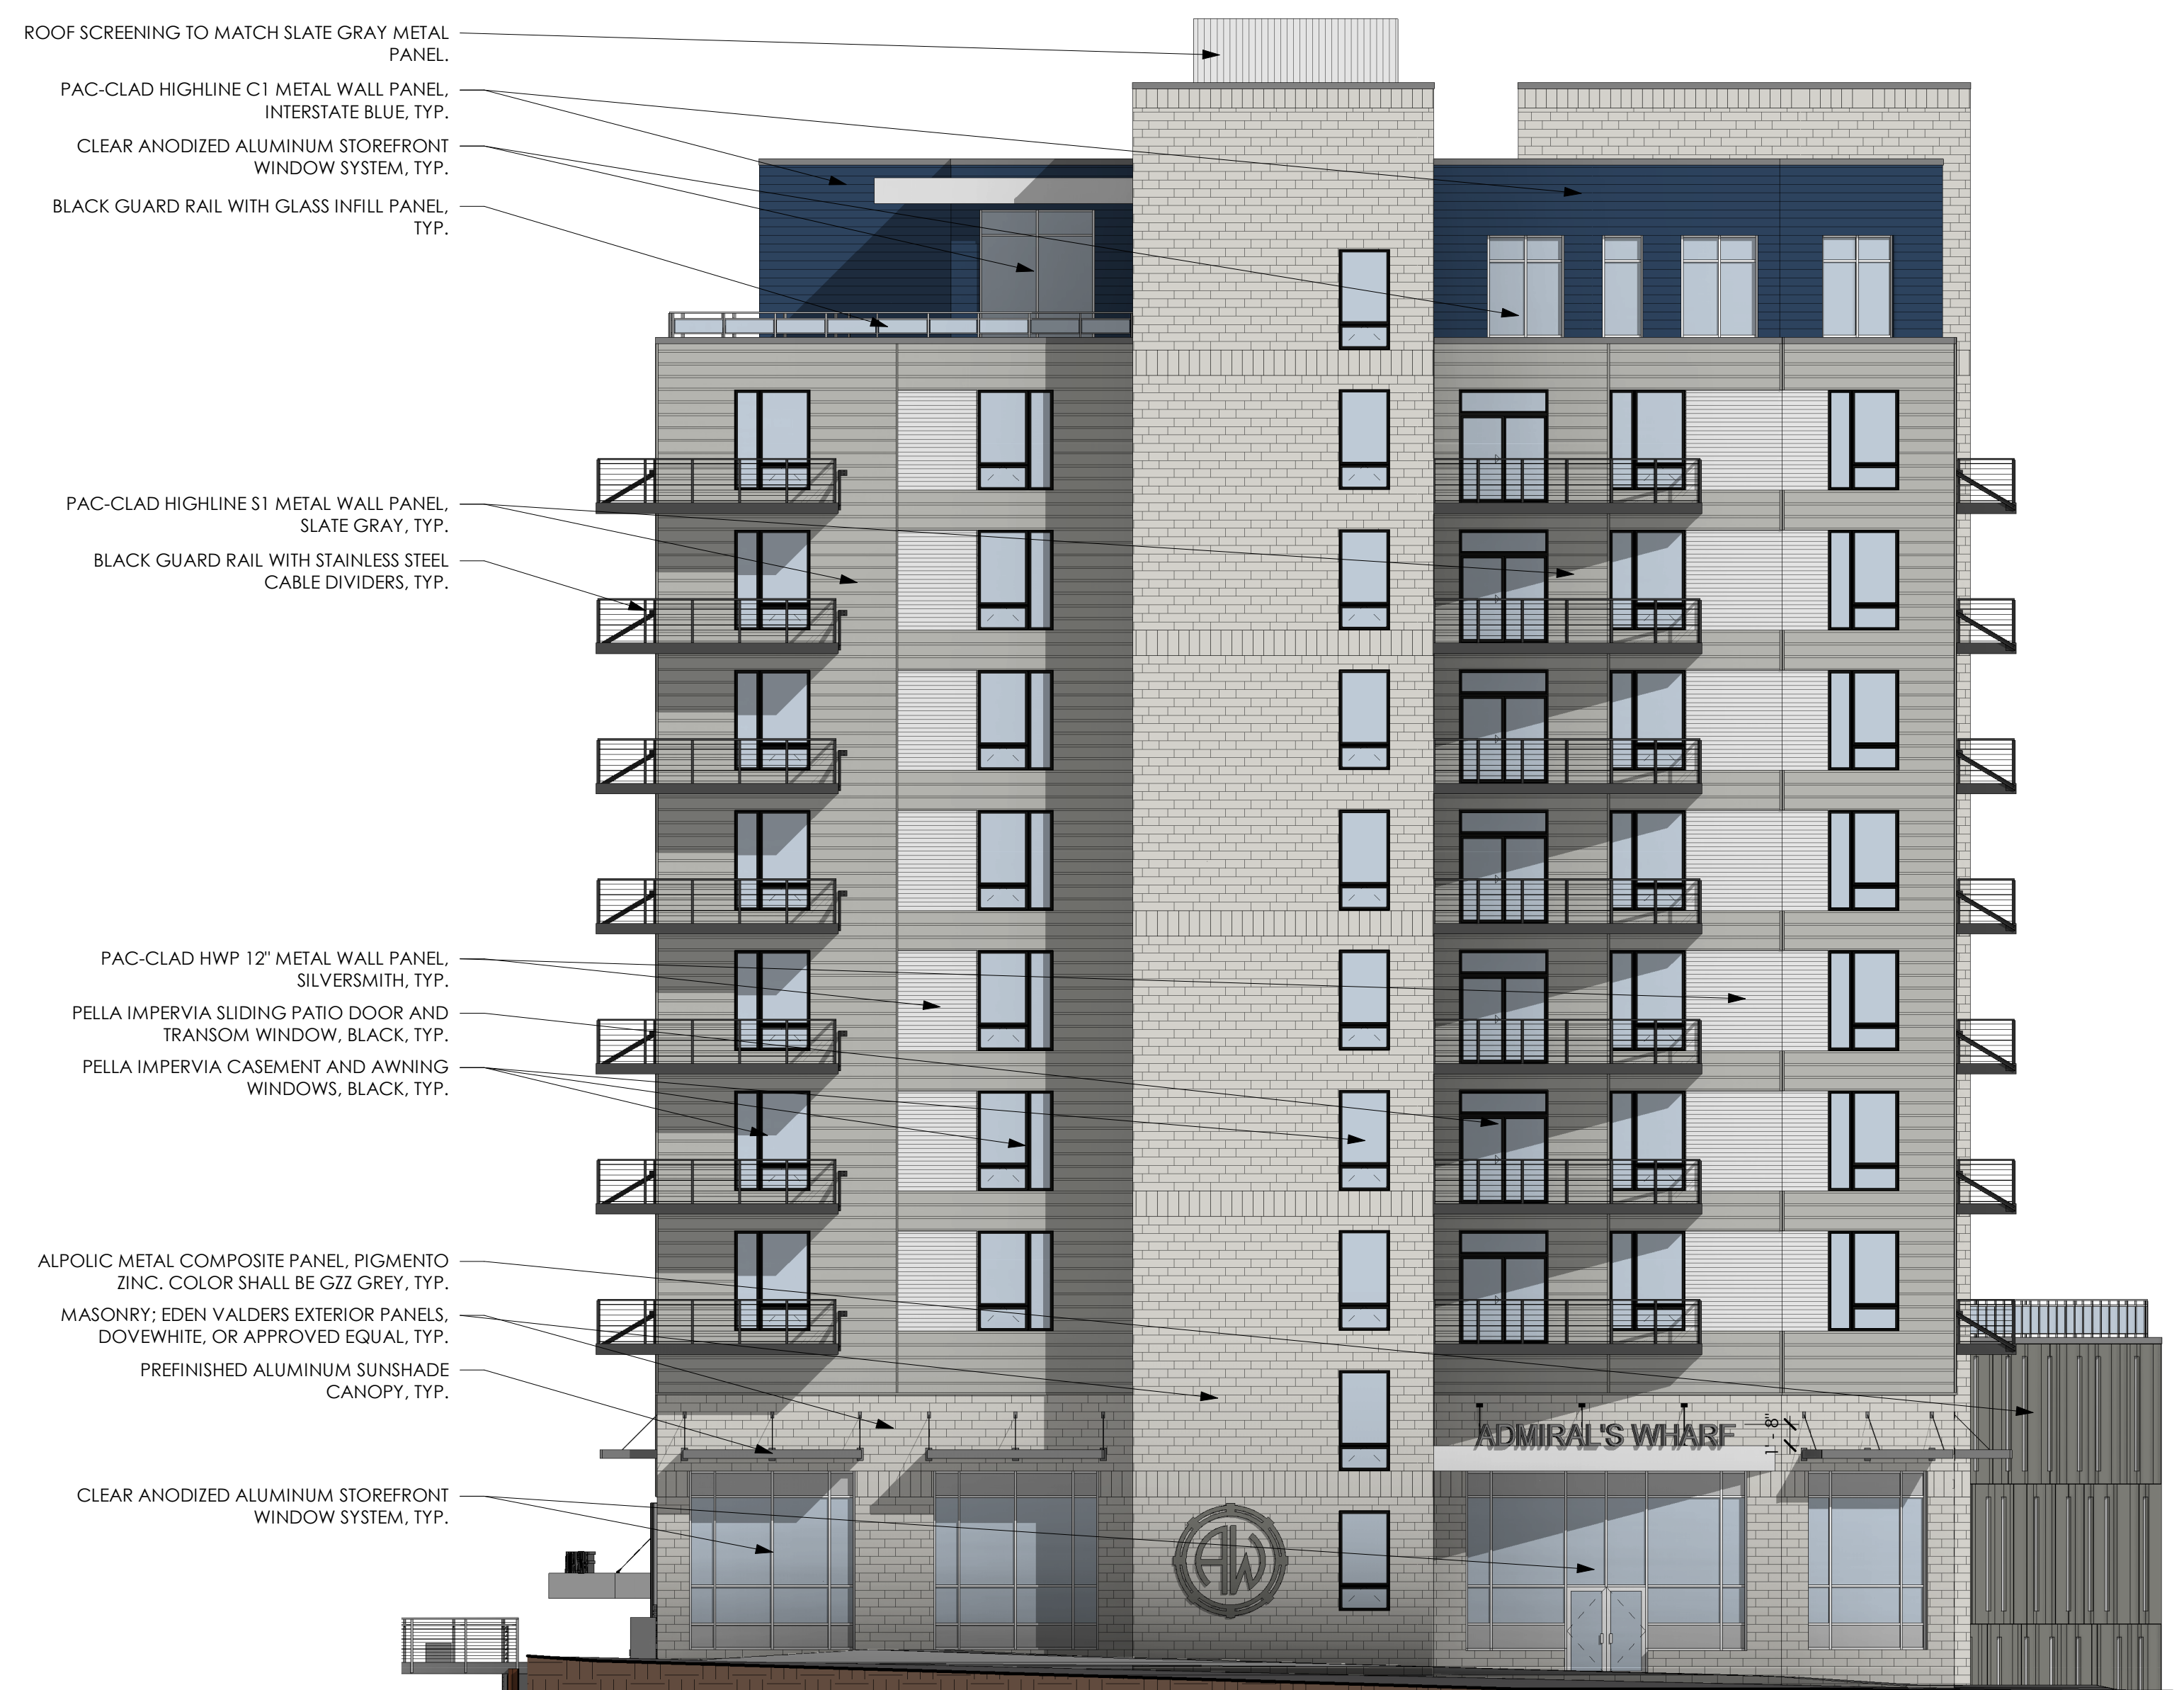 ROOF SCREENING TO MATCH SLATE GRAY METAL
PANEL.
PAC-CLAD HIGHLINE C1 METAL WALL PANEL,
INTERSTATE BLUE, TYP.
CLEAR ANODIZED ALUMINUM STOREFRONT
WINDOW SYSTEM, TYP.
BLACK GUARD RAIL WITH GLASS INFILL PANEL,
TYP.
PAC-CLAD HIGHLINE S1 METAL WALL PANEL,
SLATE GRAY, TYP.
BLACK GUARD RAIL WITH STAINLESS STEEL
CABLE DIVIDERS, TYP.
PAC-CLAD HWP 12" METAL WALL PANEL,
SILVERSMITH, TYP.
PELLA IMPERVIA SLIDING PATIO DOOR AND
TRANSOM WINDOW, BLACK, TYP.
PELLA IMPERVIA CASEMENT AND AWNING
WINDOWS, BLACK, TYP.
ALPOLIC METAL COMPOSITE PANEL, PIGMENTO
ZINC. COLOR SHALL BE GZZ GREY, TYP.
MASONRY; EDEN VALDERS EXTERIOR PANELS,
DOVEWHITE, OR APPROVED EQUAL, TYP.
PREFINISHED ALUMINUM SUNSHADE
CANOPY, TYP.
CLEAR ANODIZED ALUMINUM STOREFRONT
WINDOW SYSTEM, TYP.
ADMIRAL'S WHARF
1' - 8"
AW